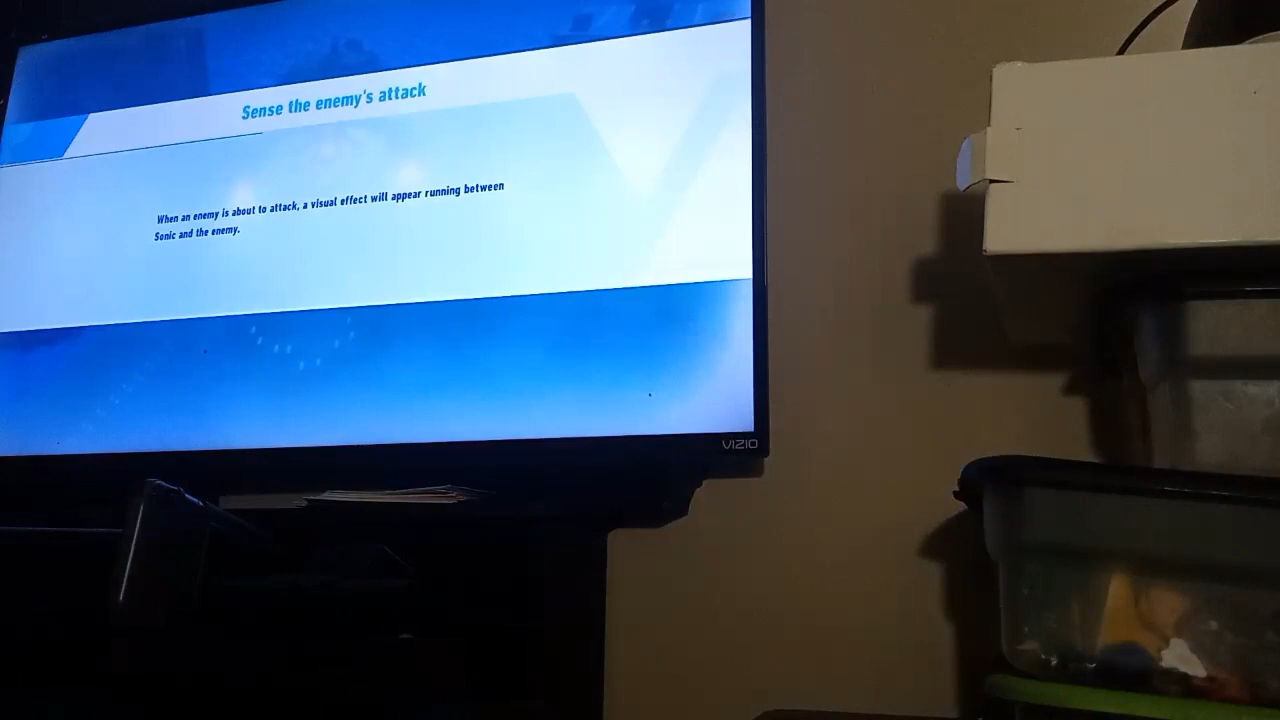 Sense the enemy's attack
When an enemy is about to attack, a visual effect will appear running between
Sonic and the enemy.
VIZIO